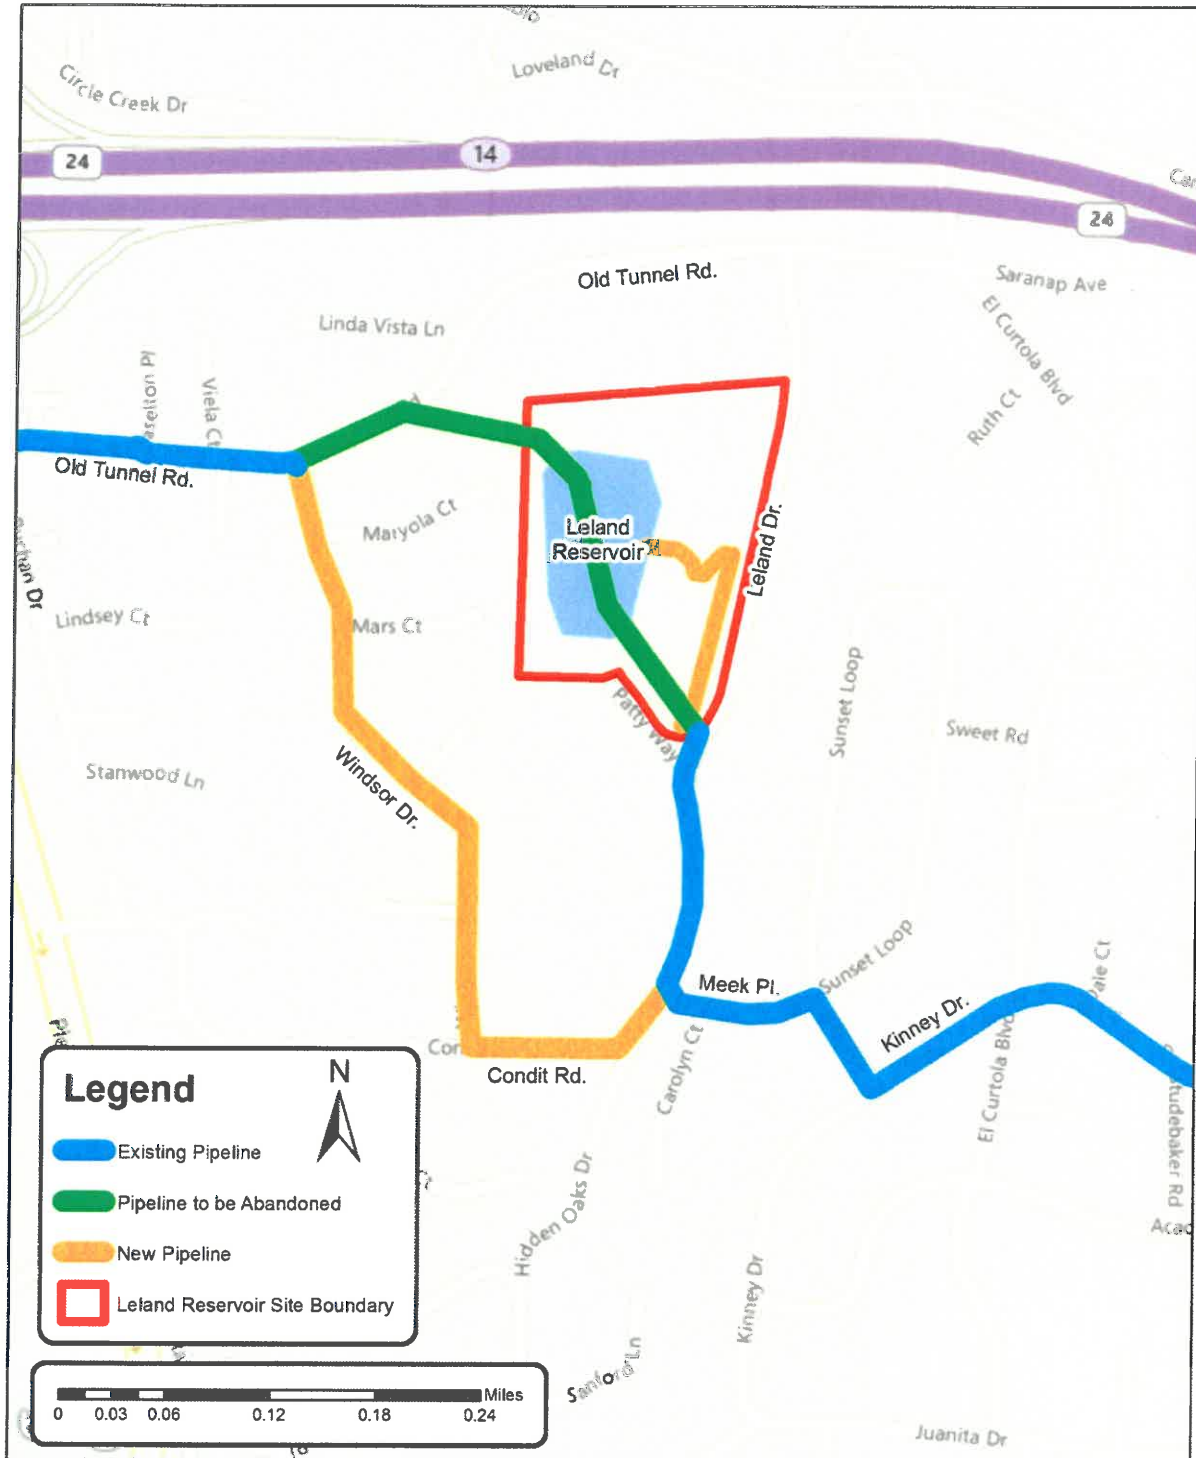 Loveland Dr
Circle Creek Dr
24
14
24
Old Tunnel Rd.
Saranap Ave
El Curtola Blvd
Linda Vista Ln
Viela Ct
Ruth Ct
Old Tunnel Rd.
Maryola Ct
Leland
Reservoir
Leland Dr.
Lindsey Ct
Mars Ct
Patty Way
Sunset Loop
Sweet Rd
Stanwood Ln
Windsor Dr.
Sunset Loop
Meek Pl.
Kinney Dr.
Condit Rd.
Carolyn Ct
El Curtola Blvd
Hidden Oaks Dr
Kinney Dr
Sanford Ln
Juanita Dr
Legend
N
Existing Pipeline
Pipeline to be Abandoned
New Pipeline
Leland Reservoir Site Boundary
Miles
0 0.03 0.06 0.12 0.18 0.24